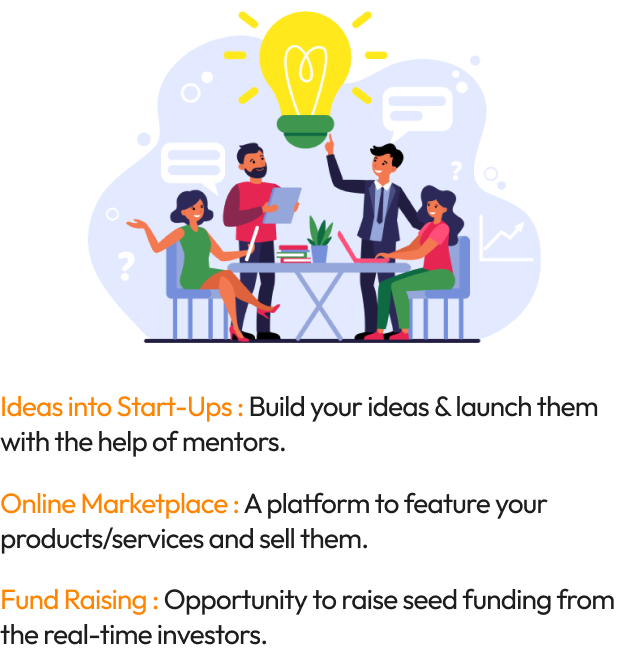 Ideas into Start-Ups : Build your ideas & launch them
with the help of mentors.
Online Marketplace : A platform to feature your
products/services and sell them.
Fund Raising : Opportunity to raise seed funding from
the real-time investors.